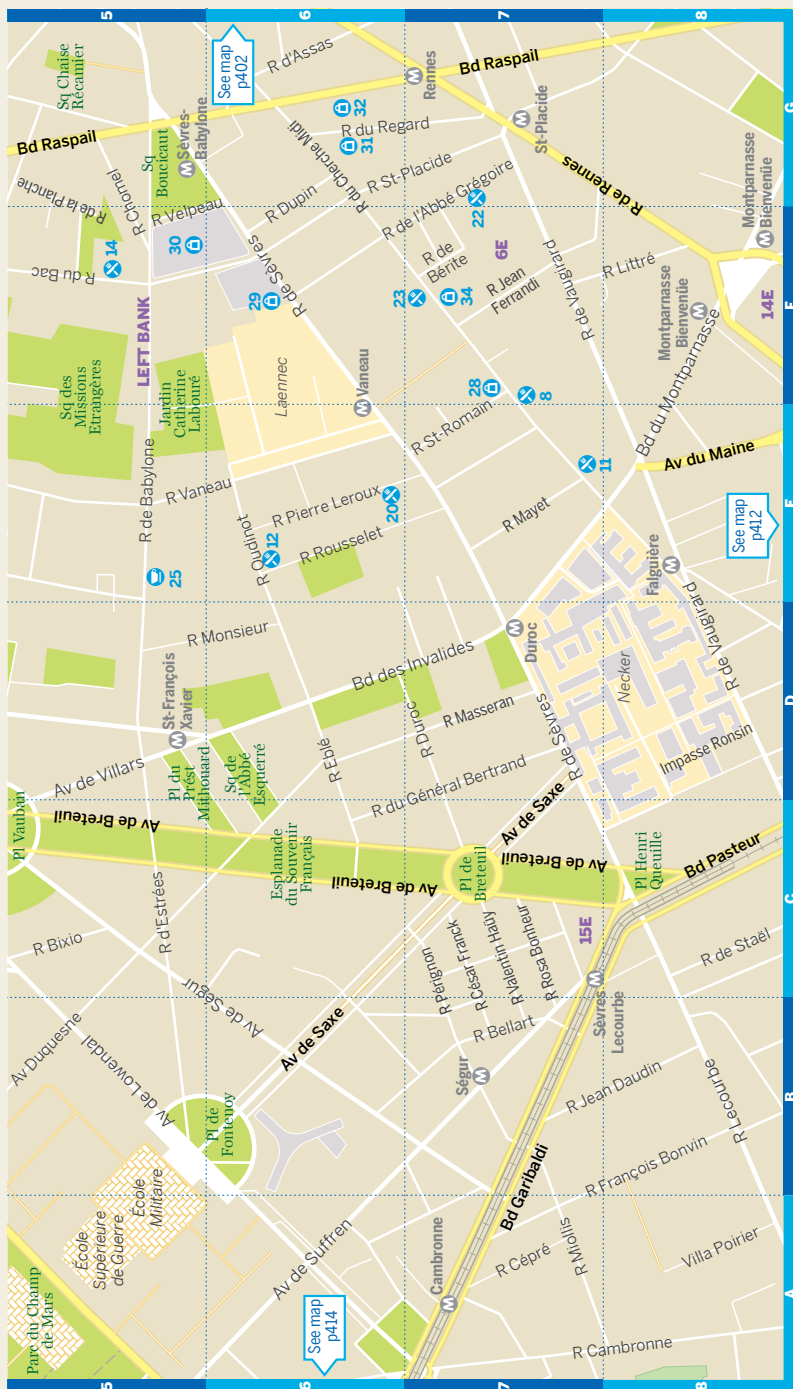 5
6
7
8
Sq Chaise
Récamier
Bd Raspail
R de la Planche
R Chomel
Sq
Boucicaut
M Sèvres-
Babylone
See map
p402
R d'Assas
R du Cherche Midi
32
31
R du Regard
M
Rennes
Bd Raspail
M
St-Placide
G
R du Bac
14
R Velpeau
30
R Dupin
R St-Placide
R de l'Abbé Grégoire
22
R de Rennes
Montparnasse
Bienvenüe
M
LEFT BANK
29
R de Sèvres
R de
Bérite
23
34
6E
R Jean
Ferrandi
R de Vaugirard
R Littré
Montparnasse
Bienvenüe
M
14E
F
Sq des
Missions
Etrangères
Jardin
Catherine
Labouré
Laennec
M Vaneau
28
8
R St-Romain
11
Bd du Montparnasse
Av du Maine
R de Babylone
R Vaneau
R Oudinot
R Pierre Leroux
20
12
R Rousselet
25
R Mayet
Falguière
M
See map
p412
E
R Monsieur
M St-François
Xavier
Bd des Invalides
M
Duroc
Necker
R de Vaugirard
Av de Villars
Pl du
Prést
Mithouard
Sq de
l'Abbé
Esquerré
R Eblé
R Duroc
R Masseran
R de Sèvres
R du Général Bertrand
Impasse Ronsin
D
Pl Vauban
Av de Breteuil
Esplanade
du Souvenir
Français
Av de Breteuil
Pl de
Breteuil
Av de Saxe
Av de Breteuil
Pl Henri
Queuille
Bd Pasteur
R Bixio
R d'Estrées
R Pérignon
R César Franck
R Valentin Haüy
R Rosa Bonheur
15E
R de Staël
C
Av de Ségur
Av Duquesne
Av de Lowendal
Av de Saxe
R Bellart
M
Sèvres
Lecourbe
Ségur
M
Pl de
Fontenoy
R Jean Daudin
R Lecourbe
B
École
Militaire
École
Supérieure
de Guerre
Av de Suffren
Bd Garibaldi
R François Bonvin
R Miollis
R Cépré
Villa Poirier
Cambronne
M
Parc du Champ
de Mars
See map
p414
R Cambronne
A
5
6
7
8